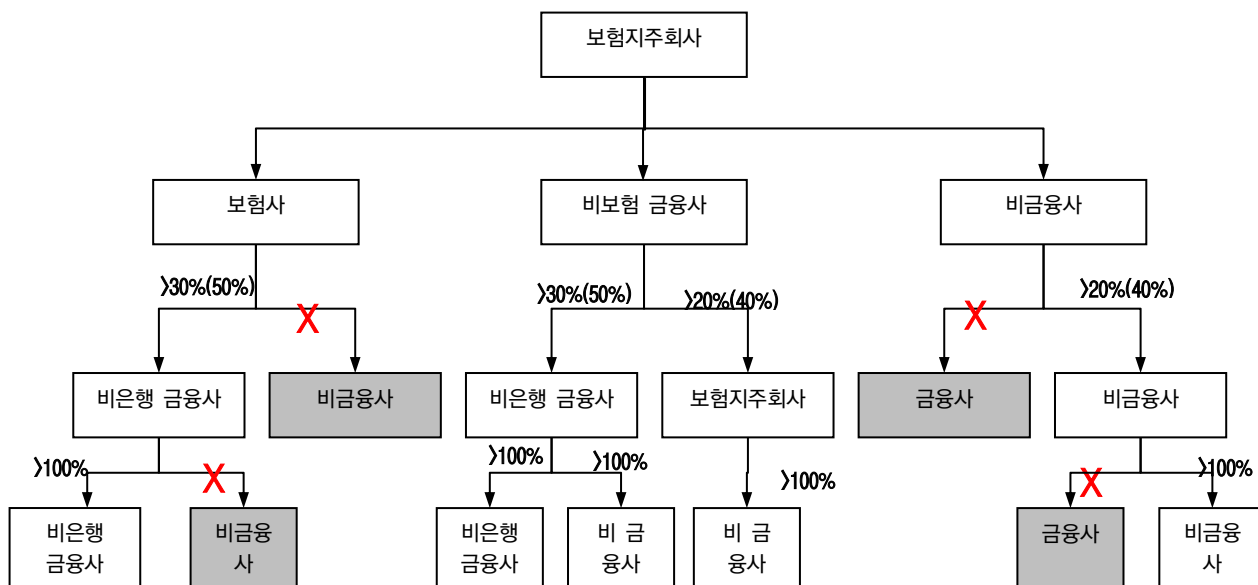 보험지주회사
보험사
비보험 금융사
비금융사
>30%(50%)
X
>30%(50%)
>20%(40%)
X
>20%(40%)
비은행 금융사
비금융사
비은행 금융사
보험지주회사
금융사
비금융사
>100%
X
>100%
>100%
>100%
X
>100%
비은행
금융사
비금융
사
비은행
금융사
비 금
융사
비 금
융사
금융사
비금융
사